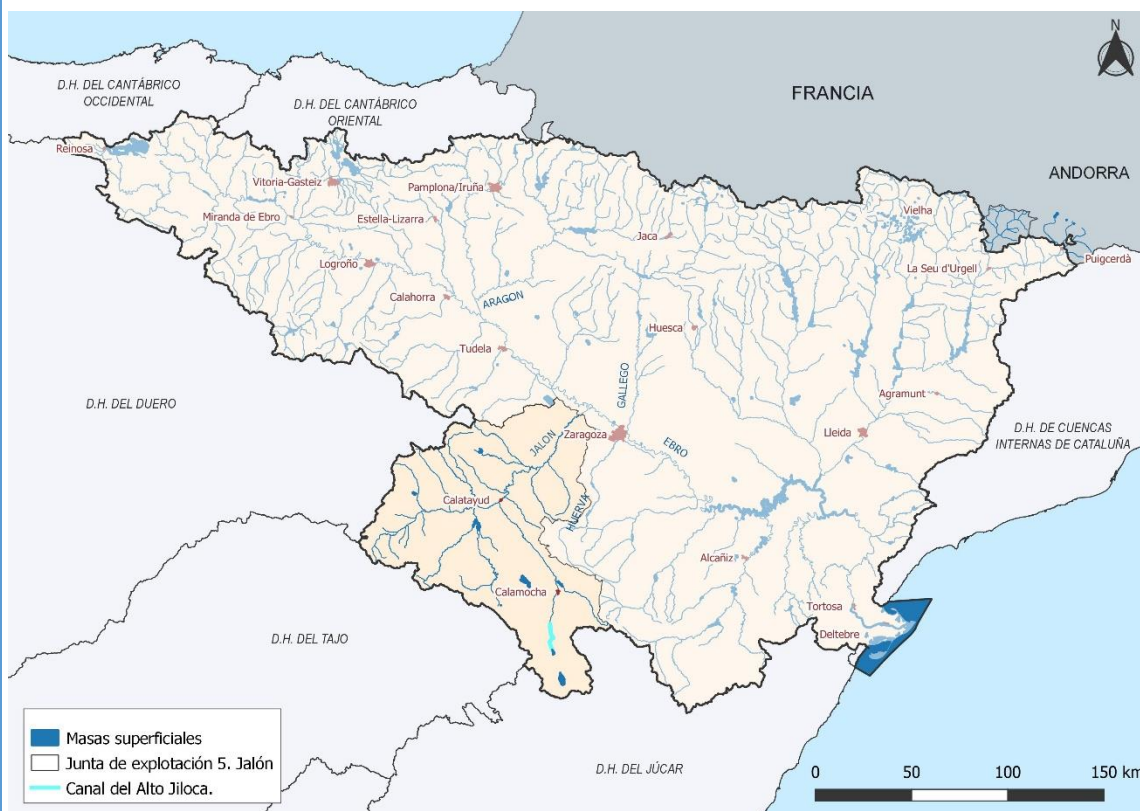 N
D.H. DEL CANTÁBRICO
OCCIDENTAL
D.H. DEL CANTÁBRICO
ORIENTAL
FRANCIA
ANDORRA
Reinosa
Vitoria-Gasteiz
Pamplona/Iruña
Vielha
Miranda de Ebro
Estella-Lizarra
Jaca
Puigcerdà
La Seu d'Urgell
Logroño
Calahorra
ARAGON
Huesca
Tudela
GALLEGO
Agramunt
D.H. DEL DUERO
JALON
Zaragoza
EBRO
Lleida
D.H. DE CUENCAS
INTERNAS DE CATALUÑA
Calatayud
HUERVA
Alcañiz
Calamocha
Tortosa
Deltebre
D.H. DEL TAJO
D.H. DEL JÚCAR
Masas superficiales
Junta de explotación 5. Jalón
Canal del Alto Jiloca.
0 50 100 150 km